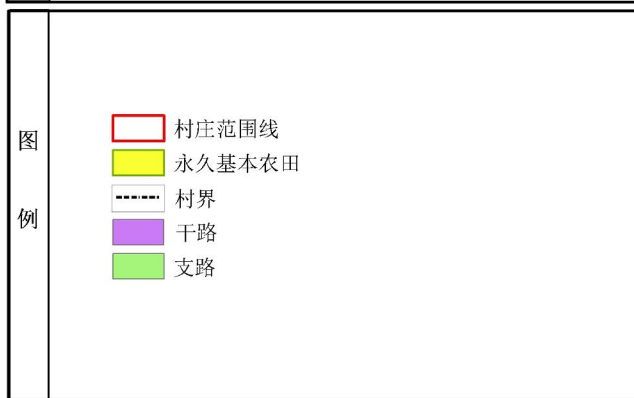 图例
村庄范围线
永久基本农田
村界
干路
支路